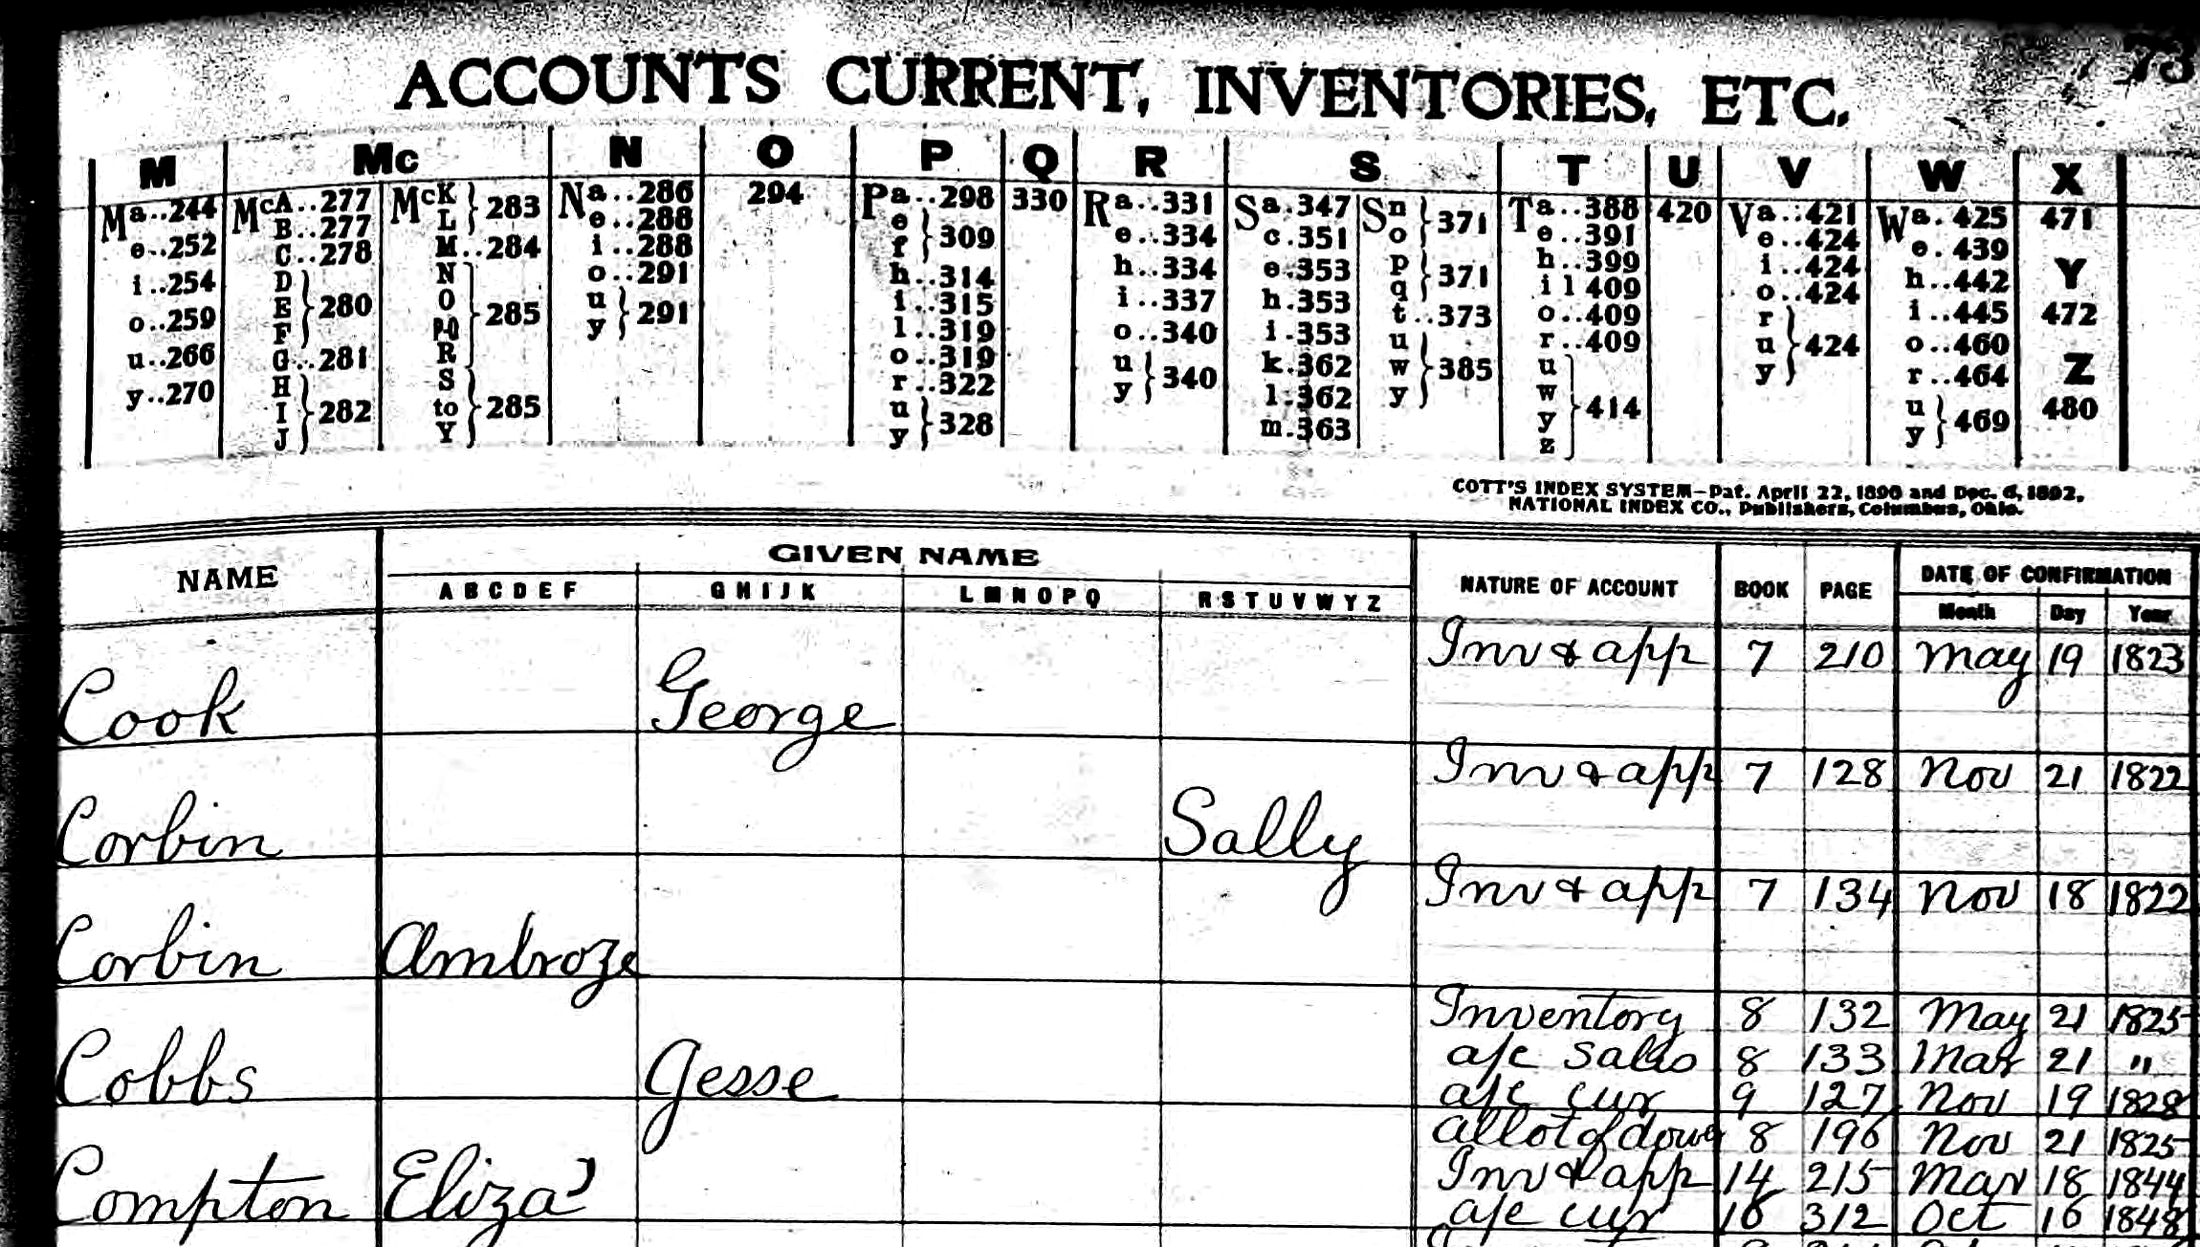 73
ACCOUNTS CURRENT, INVENTORIES, ETC.
M Mc N O P Q R S T U V W X
Ma..244 McA..277 McK L } 283 Na..286 294 Pa..298 330 Ra..331 Sa.347 Sn o } 371 Ta..388 420 Va..421 Wa.425 471
e..252 B..277 M..284 e..288 e f } 309 e..334 c.351 p q } 371 e..391 e..424 e.439 Y
i..254 C..278 N O P-Q R } 285 i..288 h..314 h..334 e.353 t..373 h..399 i..424 h..442 472
o..259 D E F } 280 S to Y } 285 o..291 i..315 i..337 h.353 u w y } 385 i l 409 o..424 i..445 Z
u..266 G..281 u y } 291 l..319 o..340 i.353 o..409 r u y } 424 o..460 480
y..270 H I J } 282 o..319 u y } 340 k.362 r..409 r..464
r..322 l.362 u w y z } 414 u y } 469
u y } 328 m.363
COTT'S INDEX SYSTEM—Pat. April 22, 1890 and Dec. 6, 1892,
NATIONAL INDEX CO., Publishers, Columbus, Ohio.
NAME GIVEN NAME NATURE OF ACCOUNT BOOK PAGE DATE OF CONFIRMATION
A B C D E F G H I J K L M N O P Q R S T U V W Y Z Month Day Year
Cook George Inv & app 7 210 May 19 1823
Corbin Sally Inv & app 7 128 Nov 21 1822
Corbin Ambroze Inv & app 7 134 Nov 18 1822
Cobbs Jesse Inventory 8 132 May 21 1825
a/c Sales 8 133 Mar 21 "
a/c cur 9 127 Nov 19 1828
allot of dower 8 196 Nov 21 1825
Compton Eliza Inv & app 14 215 Mar 18 1844
a/c cur 16 312 Oct 16 1848